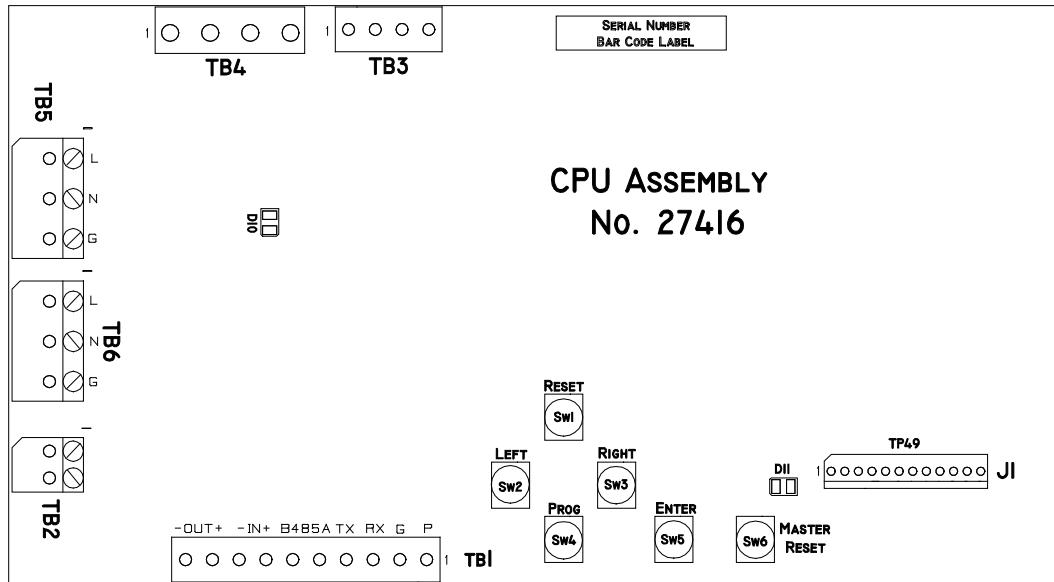 SERIAL NUMBER
BAR CODE LABEL
1
TB4
1
TB3
TB5
L
N
G
D10
CPU ASSEMBLY
No. 27416
L
N
G
TB6
TB2
RESET
SW1
LEFT
SW2
RIGHT
SW3
PROG
SW4
ENTER
SW5
SW6
MASTER
RESET
D11
TP49
1
J1
-OUT+ -IN+ B485A TX RX G P
1
TB1